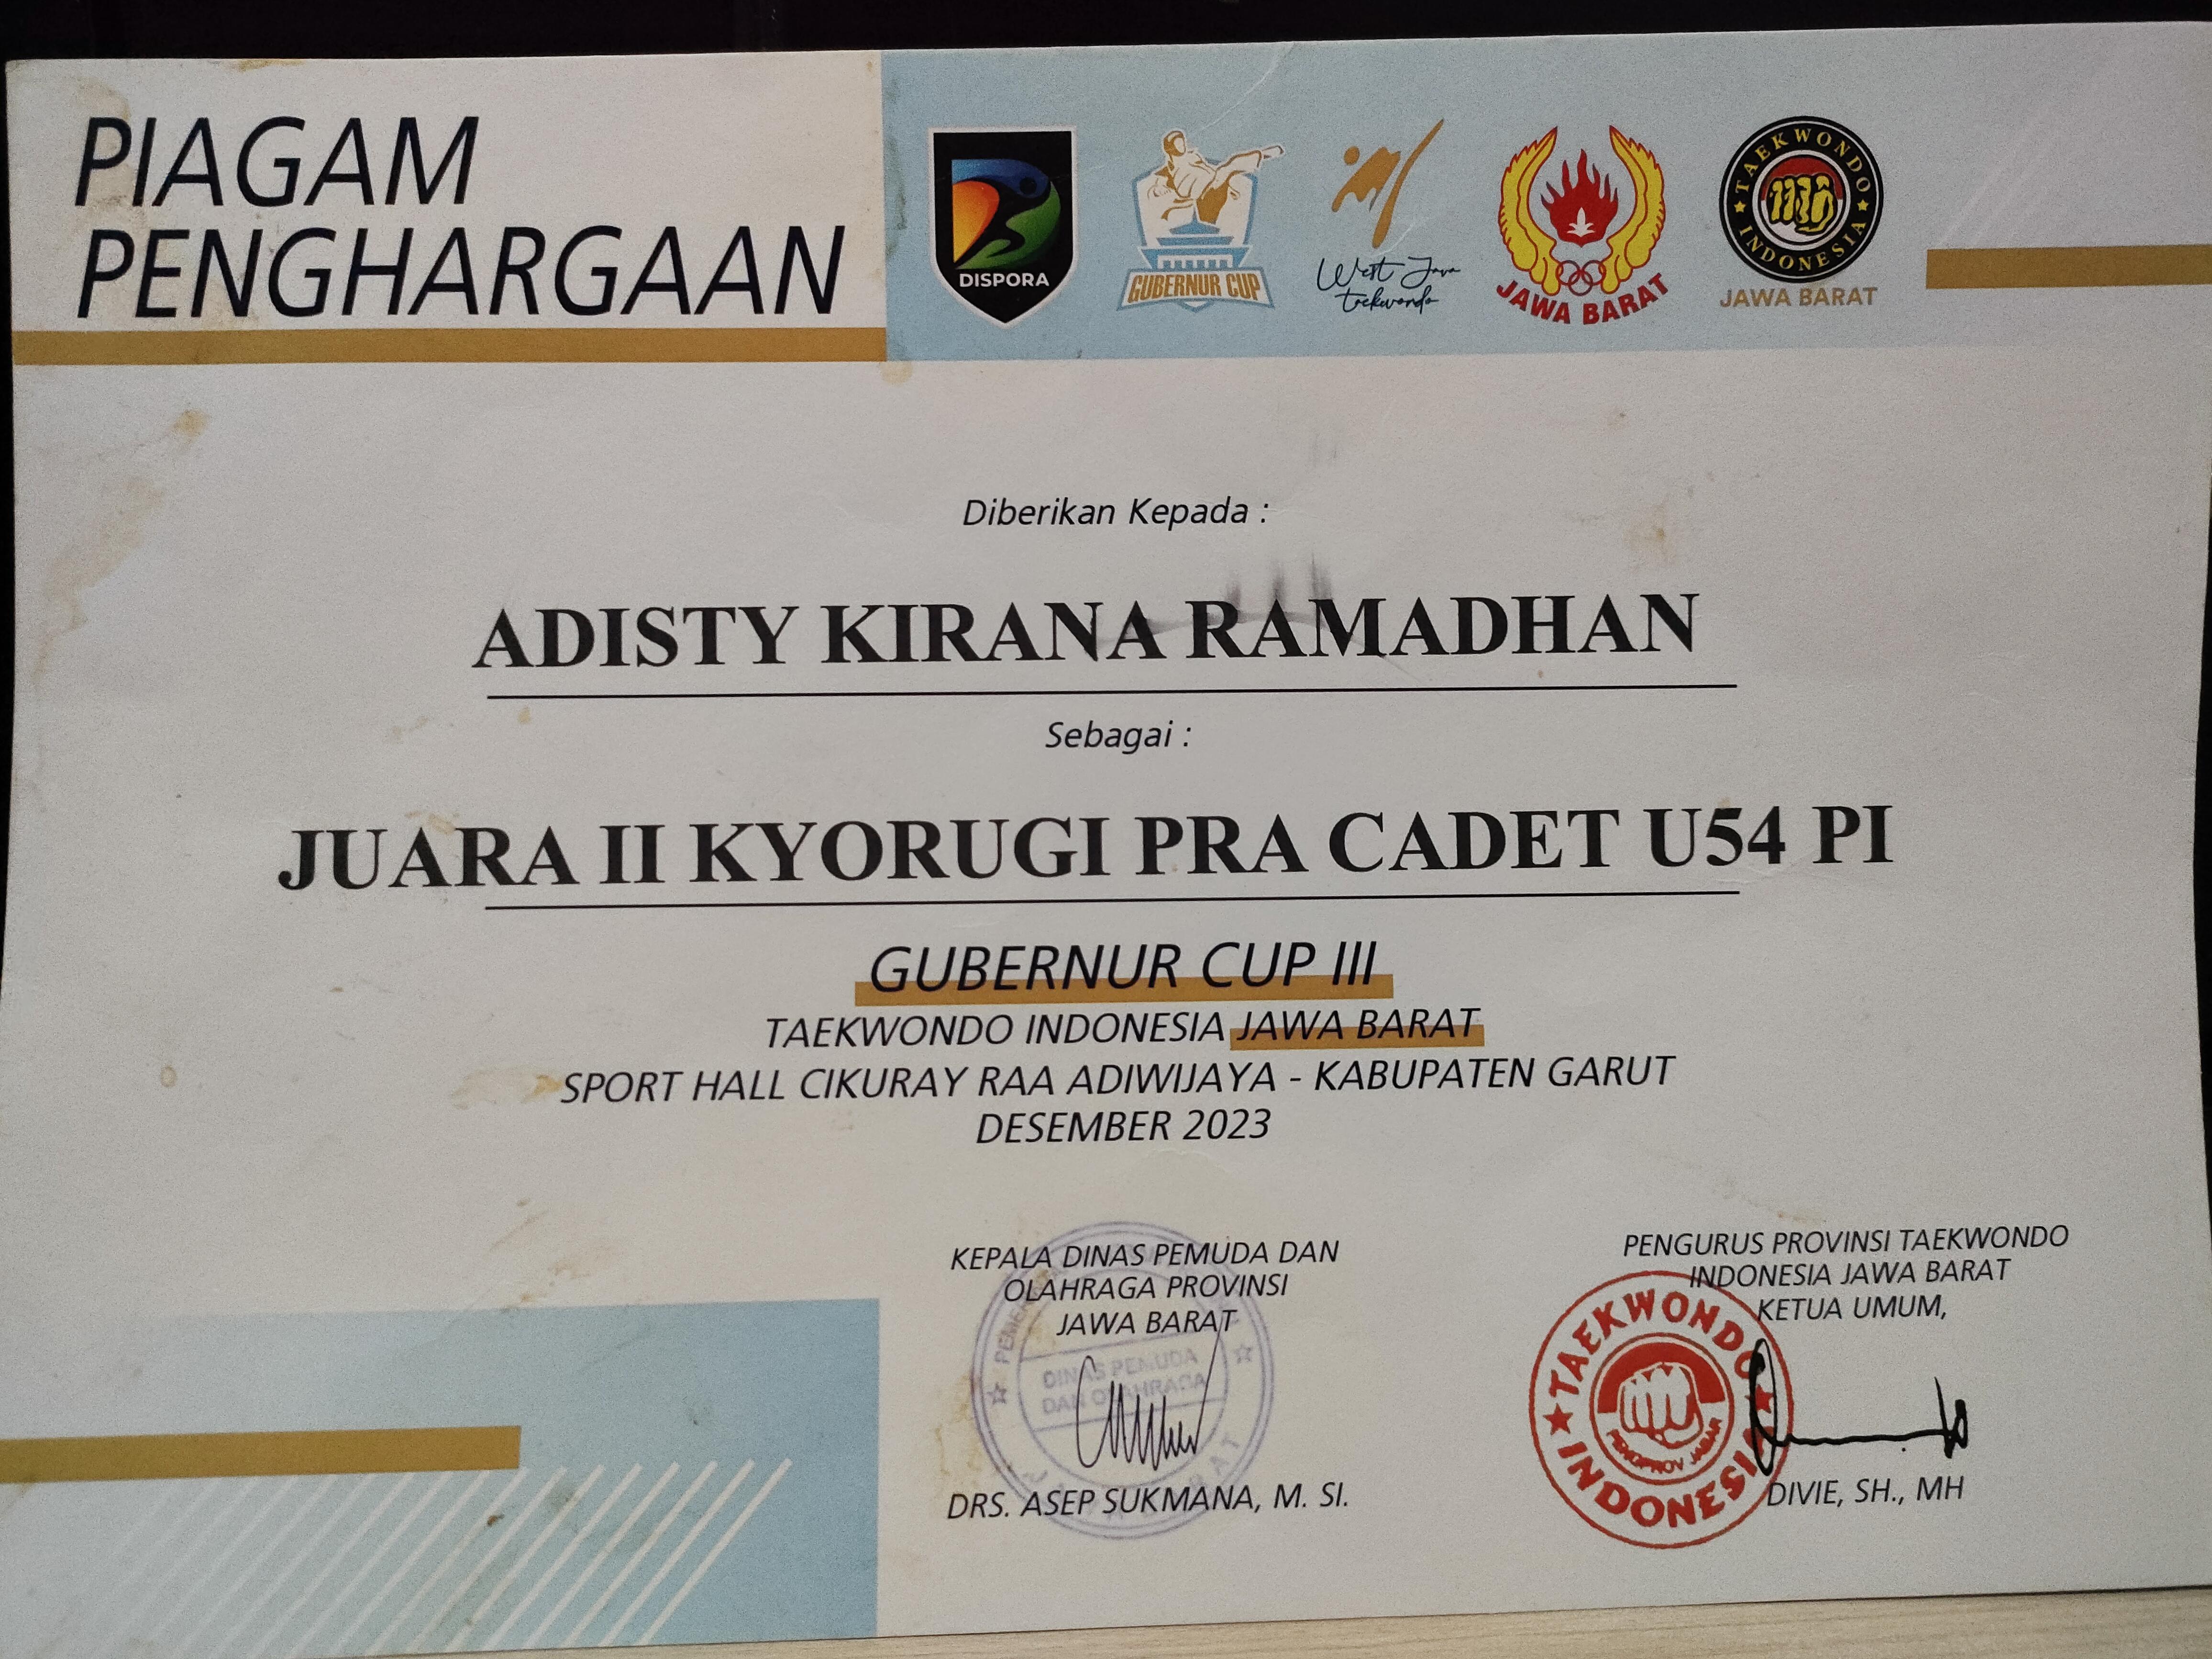 PIAGAM
PENGHARGAAN
DISPORA
GUBERNUR CUP
West Java
taekwondo
JAWA BARAT
TAEKWONDO
INDONESIA
JAWA BARAT
Diberikan Kepada :
ADISTY KIRANA RAMADHAN
Sebagai :
JUARA II KYORUGI PRA CADET U54 PI
GUBERNUR CUP III
TAEKWONDO INDONESIA JAWA BARAT
SPORT HALL CIKURAY RAA ADIWIJAYA - KABUPATEN GARUT
DESEMBER 2023
KEPALA DINAS PEMUDA DAN
OLAHRAGA PROVINSI
JAWA BARAT
DINAS PEMUDA
DAN OLAHRAGA
DRS. ASEP SUKMANA, M. SI.
PENGURUS PROVINSI TAEKWONDO
INDONESIA JAWA BARAT
KETUA UMUM,
TAEKWONDO
PENGPROV JABAR
INDONESIA
DIVIE, SH., MH